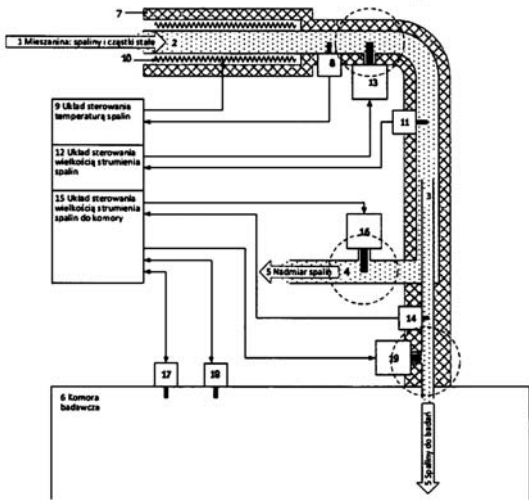 7
1 Mieszanina: spaliny i cząstki stałe
2
10
8
13
9 Układ sterowania
temperaturą spalin
11
12 Układ sterowania
wielkością strumienia
spalin
15 Układ sterowania
wielkością strumienia
spalin do komory
3
16
5 Nadmiar spalin
4
14
19
17
18
6 Komora
badawcza
5 Spaliny do badań